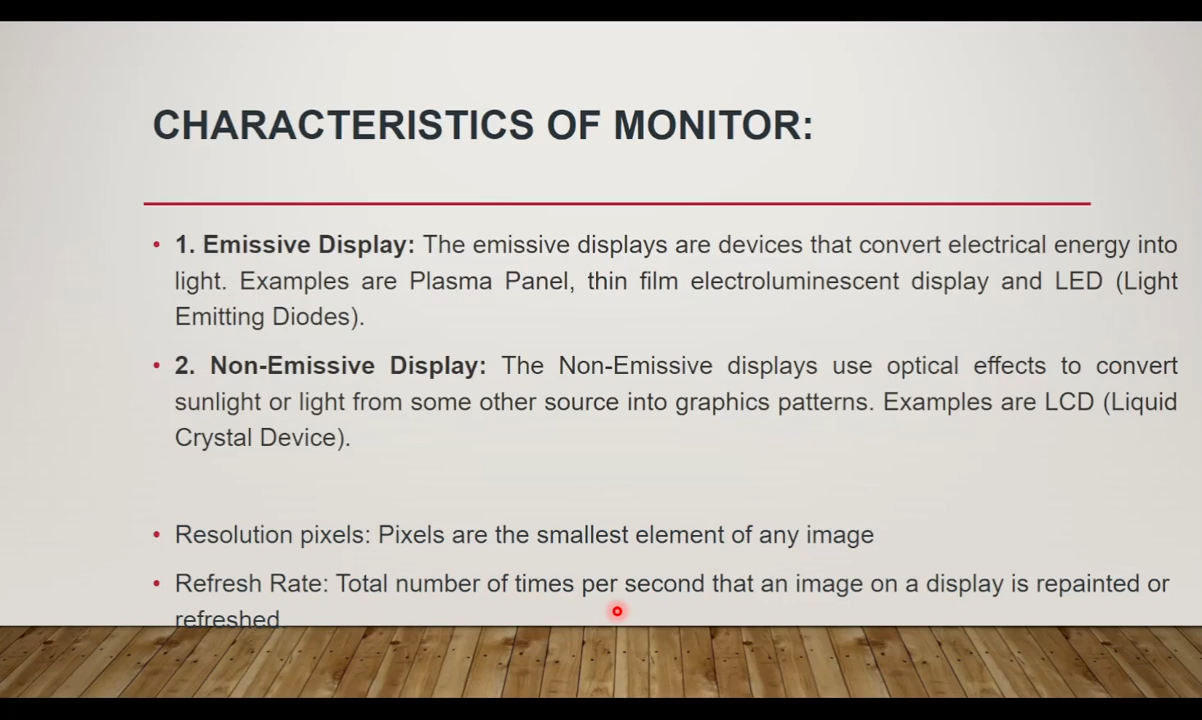 CHARACTERISTICS OF MONITOR:
• 1. Emissive Display: The emissive displays are devices that convert electrical energy into
light. Examples are Plasma Panel, thin film electroluminescent display and LED (Light
Emitting Diodes).
• 2. Non-Emissive Display: The Non-Emissive displays use optical effects to convert
sunlight or light from some other source into graphics patterns. Examples are LCD (Liquid
Crystal Device).
• Resolution pixels: Pixels are the smallest element of any image
• Refresh Rate: Total number of times per second that an image on a display is repainted or
refreshed.